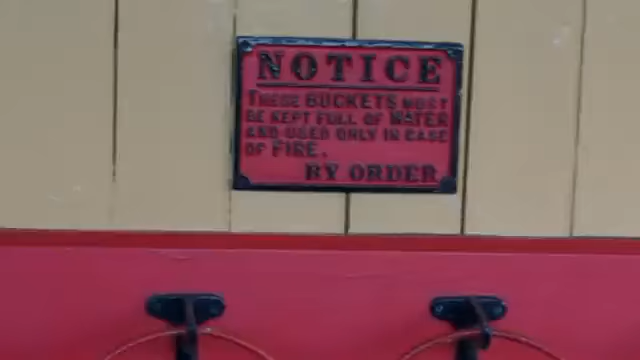 NOTICE
THESE BUCKETS MUST
BE KEPT FULL OF WATER
AND USED ONLY IN CASE
OF FIRE.
BY ORDER